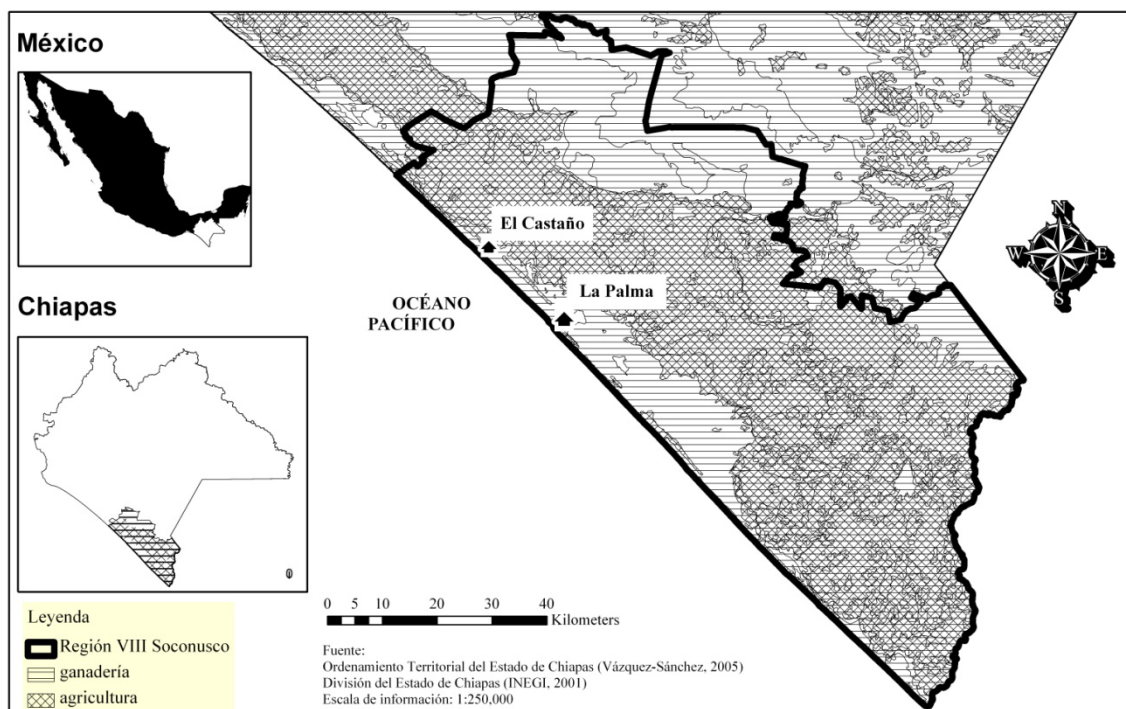 México
Chiapas
Leyenda
Región VIII Soconusco
ganadería
agricultura
El Castaño
La Palma
OCÉANO
PACÍFICO
N
W E
S
0 5 10 20 30 40
Kilometers
Fuente:
Ordenamiento Territorial del Estado de Chiapas (Vázquez-Sánchez, 2005)
División del Estado de Chiapas (INEGI, 2001)
Escala de información: 1:250,000